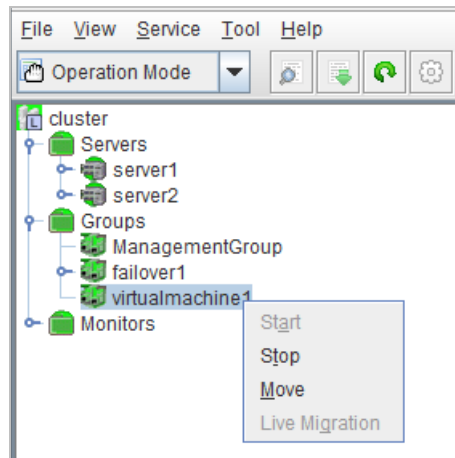 File View Service Tool Help
Operation Mode
L cluster
Servers
server1
server2
Groups
ManagementGroup
failover1
virtualmachine1
Monitors
Start
Stop
Move
Live Migration